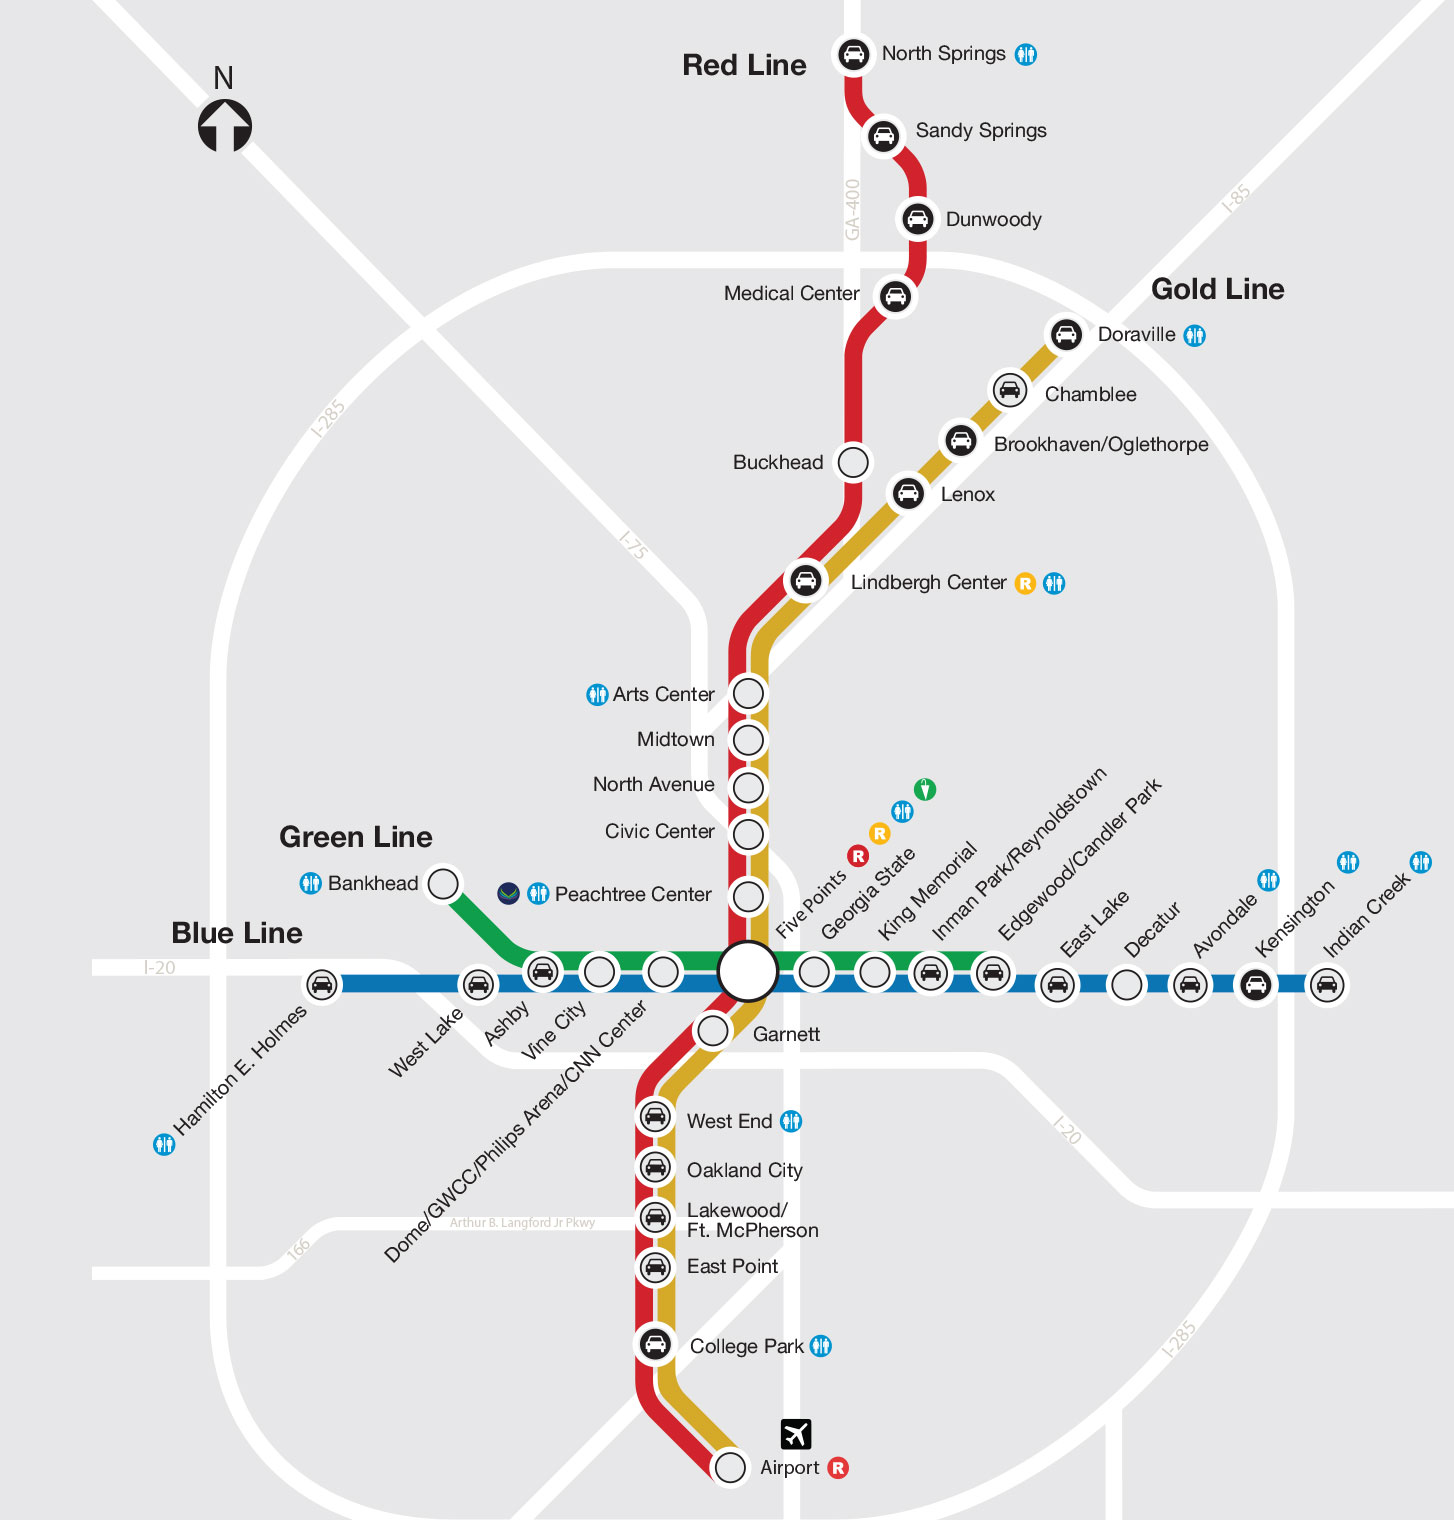 N
Red Line
North Springs
Sandy Springs
GA-400
Dunwoody
I-85
Medical Center
Gold Line
Doraville
Chamblee
I-285
Brookhaven/Oglethorpe
Buckhead
Lenox
I-75
Lindbergh Center R
Arts Center
Midtown
North Avenue
Civic Center
Green Line
Bankhead
Peachtree Center
Five Points R R
Georgia State
King Memorial
Inman Park/Reynoldstown
Edgewood/Candler Park
East Lake
Decatur
Avondale
Kensington
Indian Creek
Blue Line
I-20
Hamilton E. Holmes
West Lake
Ashby
Vine City
Dome/GWCC/Philips Arena/CNN Center
Garnett
West End
I-20
Oakland City
Lakewood/
Ft. McPherson
Arthur B. Langford Jr Pkwy
166
East Point
College Park
I-285
Airport R